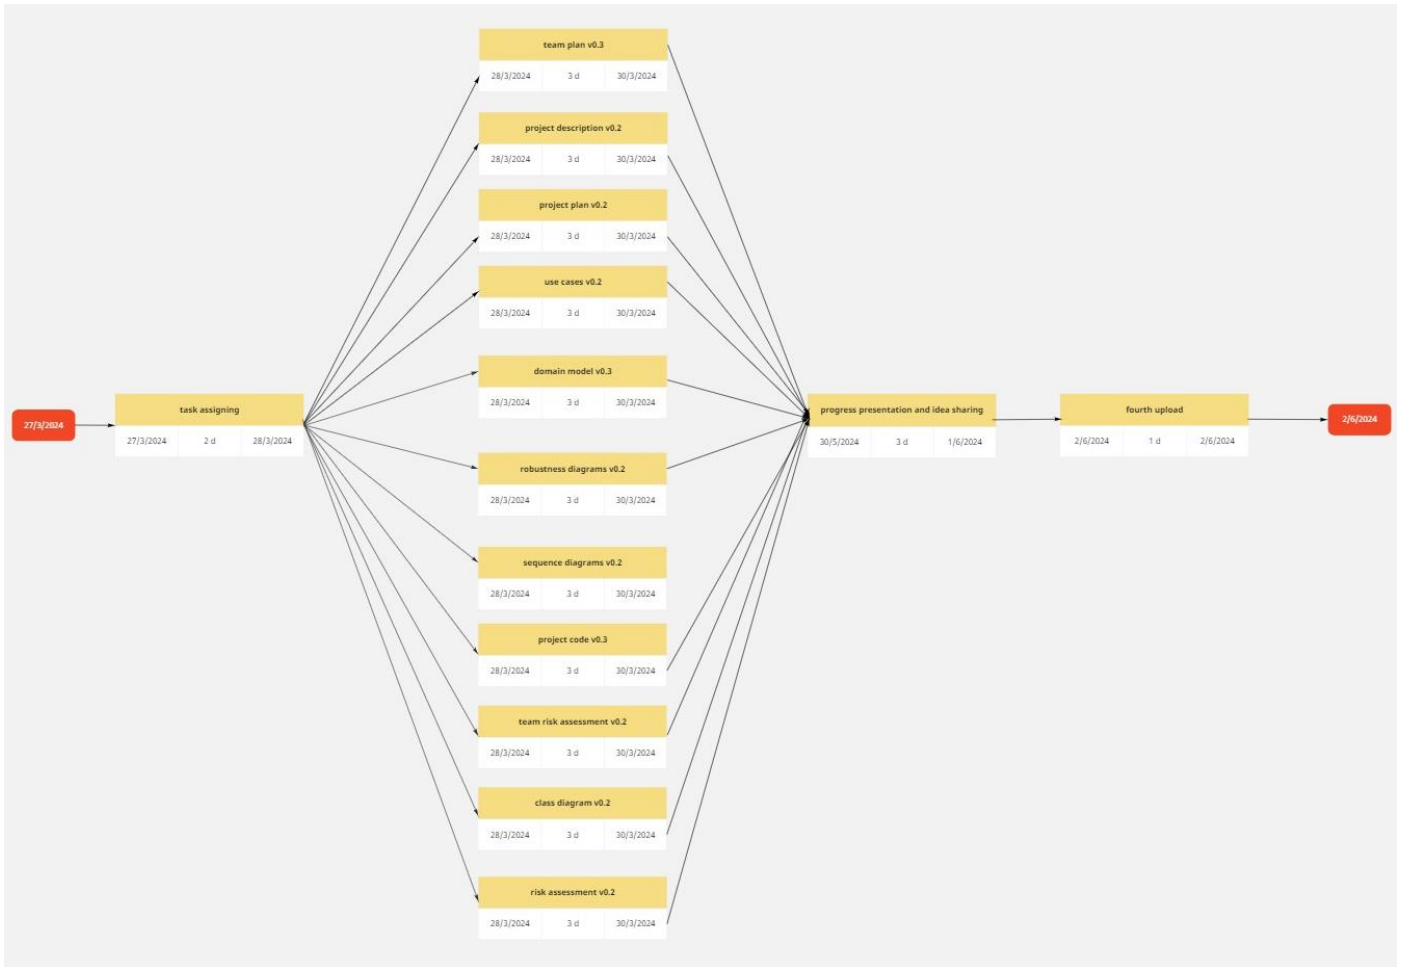 team plan v0.3
28/3/2024 3 d 30/3/2024
project description v0.2
28/3/2024 3 d 30/3/2024
project plan v0.2
28/3/2024 3 d 30/3/2024
use cases v0.2
28/3/2024 3 d 30/3/2024
domain model v0.3
28/3/2024 3 d 30/3/2024
27/3/2024
task assigning
27/3/2024 2 d 28/3/2024
progress presentation and idea sharing
30/5/2024 3 d 1/6/2024
fourth upload
2/6/2024 1 d 2/6/2024
2/6/2024
robustness diagrams v0.2
28/3/2024 3 d 30/3/2024
sequence diagrams v0.2
28/3/2024 3 d 30/3/2024
project code v0.3
28/3/2024 3 d 30/3/2024
team risk assessment v0.2
28/3/2024 3 d 30/3/2024
class diagram v0.2
28/3/2024 3 d 30/3/2024
risk assessment v0.2
28/3/2024 3 d 30/3/2024